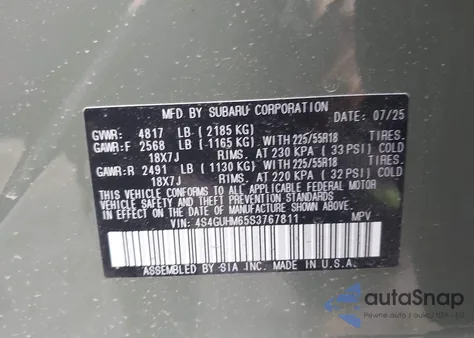 MFD. BY SUBARU CORPORATION DATE: 07/25
GVWR: 4817 LB (2185 KG)
GAWR:F 2568 LB (1165 KG) WITH 225/55R18 TIRES.
18X7J RIMS. AT 230 KPA (33 PSI) COLD
GAWR:R 2491 LB (1130 KG) WITH 225/55R18 TIRES.
18X7J RIMS. AT 220 KPA (32 PSI) COLD
THIS VEHICLE CONFORMS TO ALL APPLICABLE FEDERAL MOTOR
VEHICLE SAFETY AND THEFT PREVENTION STANDARDS IN
EFFECT ON THE DATE OF MANUFACTURE SHOWN ABOVE.
VIN: 4S4GUHM65S3767811 MPV
ASSEMBLED BY SIA INC. IN U.S.A.
autoSnap